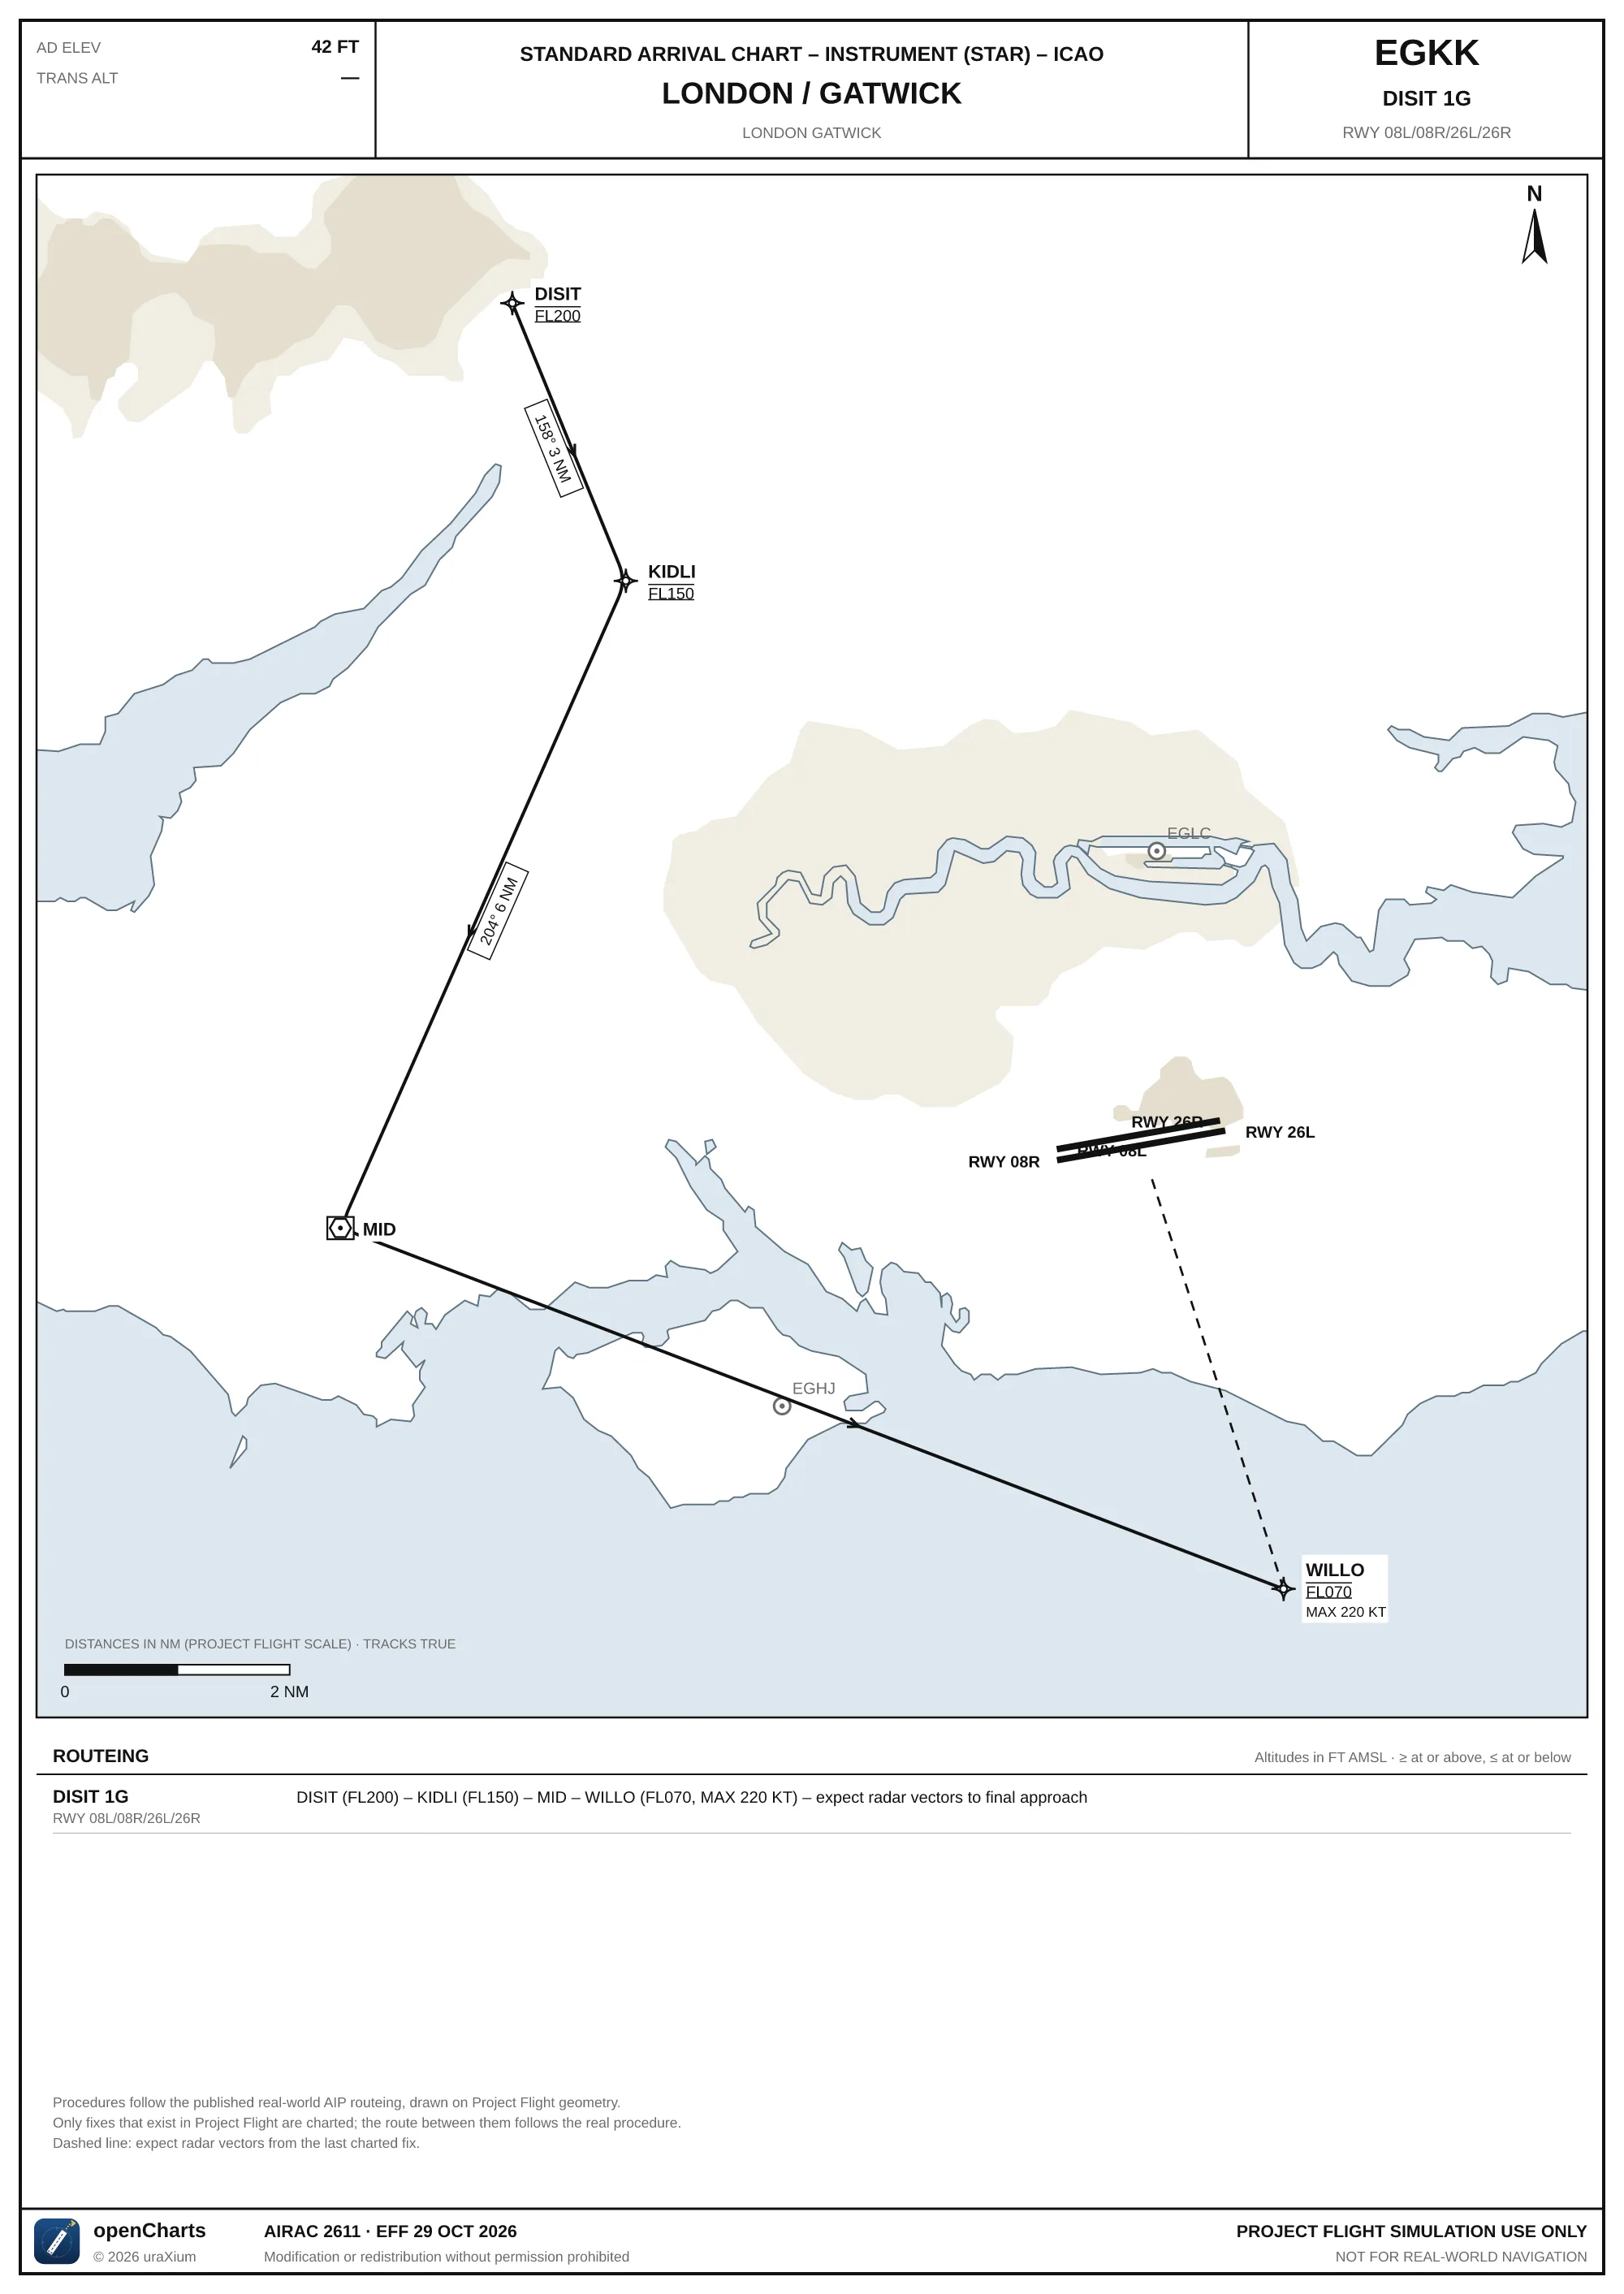 AD ELEV 42 FT
TRANS ALT —
STANDARD ARRIVAL CHART – INSTRUMENT (STAR) – ICAO
LONDON / GATWICK
LONDON GATWICK
EGKK
DISIT 1G
RWY 08L/08R/26L/26R
N
DISIT
FL200
158° 3 NM
KIDLI
FL150
EGLC
204° 6 NM
RWY 26R
RWY 26L
RWY 08L
RWY 08R
MID
EGHJ
WILLO
FL070
MAX 220 KT
DISTANCES IN NM (PROJECT FLIGHT SCALE) · TRACKS TRUE
0 2 NM
ROUTEING
Altitudes in FT AMSL · ≥ at or above, ≤ at or below
DISIT 1G
DISIT (FL200) – KIDLI (FL150) – MID – WILLO (FL070, MAX 220 KT) – expect radar vectors to final approach
RWY 08L/08R/26L/26R
Procedures follow the published real-world AIP routeing, drawn on Project Flight geometry.
Only fixes that exist in Project Flight are charted; the route between them follows the real procedure.
Dashed line: expect radar vectors from the last charted fix.
openCharts
© 2026 uraXium
AIRAC 2611 · EFF 29 OCT 2026
Modification or redistribution without permission prohibited
PROJECT FLIGHT SIMULATION USE ONLY
NOT FOR REAL-WORLD NAVIGATION